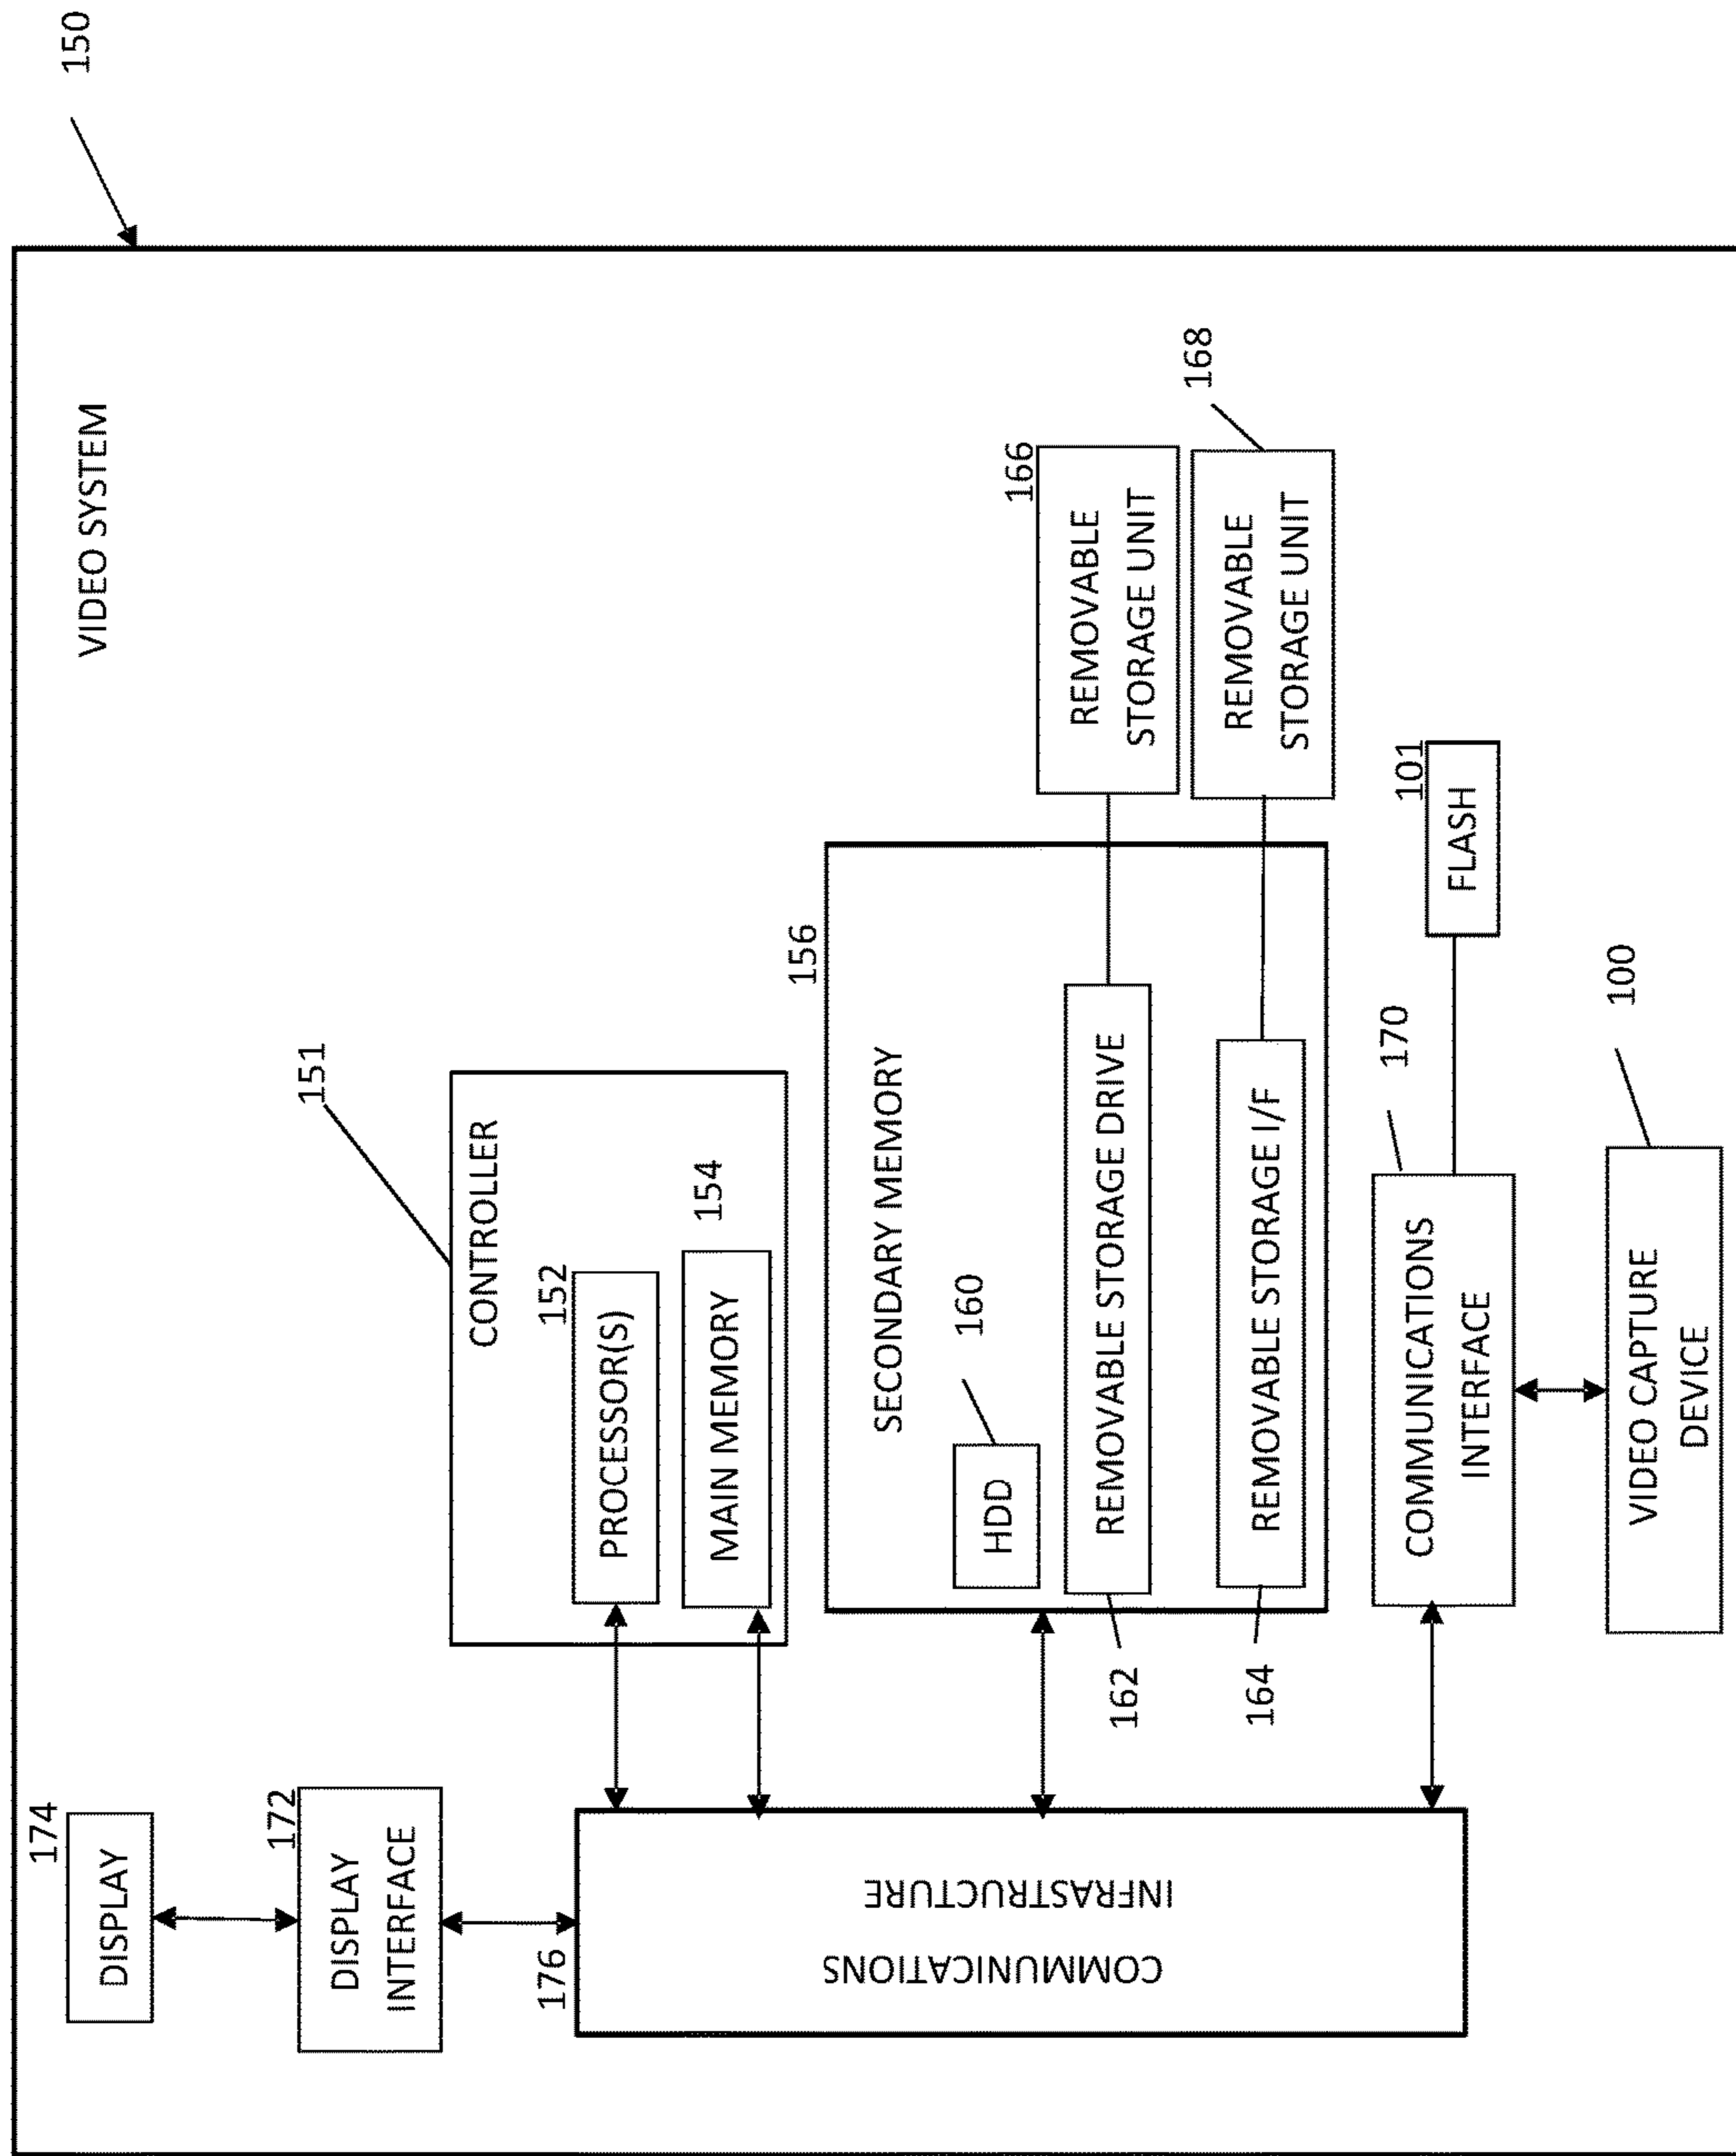 150
VIDEO SYSTEM
174
DISPLAY
172
DISPLAY
INTERFACE
176
COMMUNICATIONS
INFRASTRUCTURE
151
CONTROLLER
152
PROCESSOR(S)
154
MAIN MEMORY
156
SECONDARY MEMORY
160
HDD
162
REMOVABLE STORAGE DRIVE
164
REMOVABLE STORAGE I/F
166
REMOVABLE
STORAGE UNIT
168
REMOVABLE
STORAGE UNIT
170
COMMUNICATIONS
INTERFACE
101
FLASH
100
VIDEO CAPTURE
DEVICE